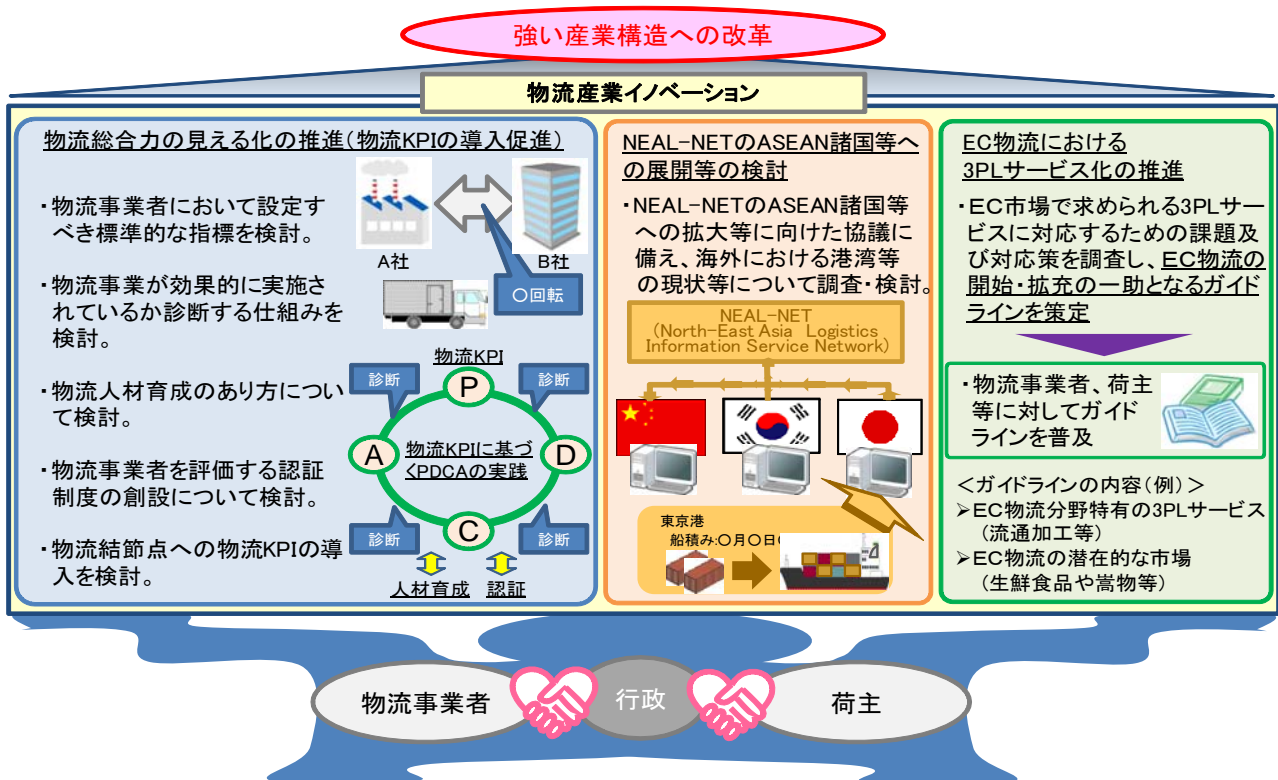 強い産業構造への改革
物流産業イノベーション
物流総合力の見える化の推進(物流KPIの導入促進)
・物流事業者において設定す
べき標準的な指標を検討。
・物流事業が効果的に実施さ
れているか診断する仕組みを
検討。
・物流人材育成のあり方につい
て検討。
・物流事業者を評価する認証
制度の創設について検討。
・物流結節点への物流KPIの導
入を検討。
A社
B社
〇回転
物流KPI
診断
P
診断
A
物流KPIに基づ
くPDCAの実践
D
診断
C
診断
人材育成
認証
NEAL-NETのASEAN諸国等へ
の展開等の検討
・NEAL-NETのASEAN諸国等
への拡大等に向けた協議に
備え、海外における港湾等
の現状等について調査・検討。
NEAL-NET
(North-East Asia Logistics
Information Service Network)
東京港
船積み:〇月〇日
EC物流における
3PLサービス化の推進
・EC市場で求められる3PLサー
ビスに対応するための課題及
び対応策を調査し、EC物流の
開始・拡充の一助となるガイド
ラインを策定
・物流事業者、荷主
等に対してガイド
ラインを普及
<ガイドラインの内容(例)>
➢EC物流分野特有の3PLサービス
(流通加工等)
➢EC物流の潜在的な市場
(生鮮食品や嵩物等)
物流事業者
行政
荷主